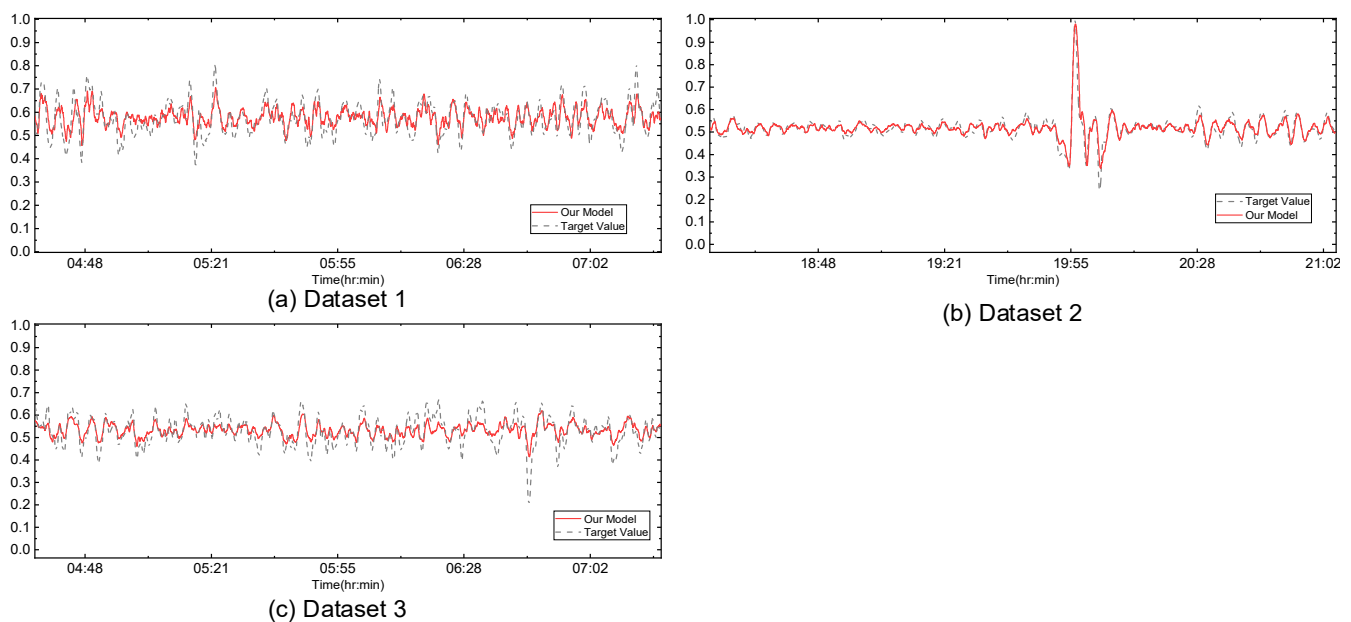 1.0
0.9
0.8
0.7
0.6
0.5
0.4
0.3
0.2
0.1
0.0
Our Model
Target Value
04:48 05:21 05:55 06:28 07:02
Time(hr:min)
(a) Dataset 1
1.0
0.9
0.8
0.7
0.6
0.5
0.4
0.3
0.2
0.1
0.0
Target Value
Our Model
18:48 19:21 19:55 20:28 21:02
Time(hr:min)
(b) Dataset 2
1.0
0.9
0.8
0.7
0.6
0.5
0.4
0.3
0.2
0.1
0.0
Our Model
Target Value
04:48 05:21 05:55 06:28 07:02
Time(hr:min)
(c) Dataset 3